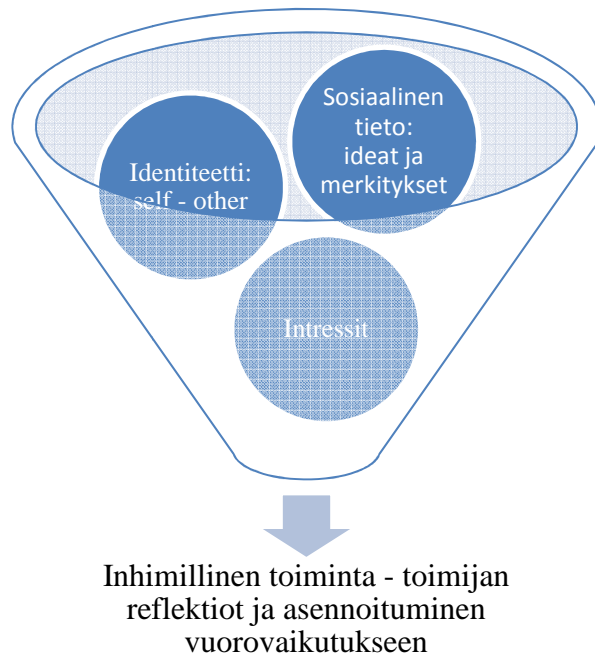 Sosiaalinen
tieto:
ideat ja
merkitykset
Identiteetti:
self - other
Intressit
Inhimillinen toiminta - toimijan
reflektiot ja asennoituminen
vuorovaikutukseen